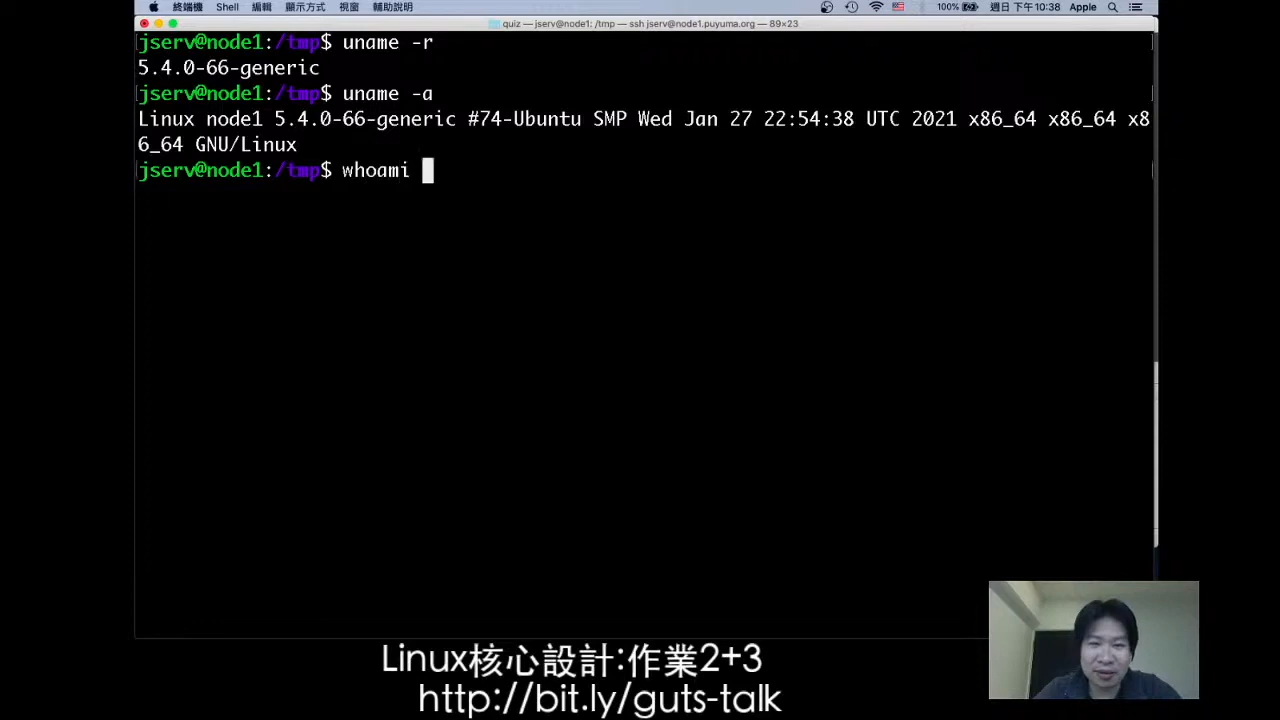 終端機 Shell 編輯 顯示方式 視窗 輔助說明 100% 週日下午10:38 Apple
quiz — jserv@node1: /tmp — ssh jserv@node1.puyuma.org — 89×23
jserv@node1:/tmp$ uname -r
5.4.0-66-generic
jserv@node1:/tmp$ uname -a
Linux node1 5.4.0-66-generic #74-Ubuntu SMP Wed Jan 27 22:54:38 UTC 2021 x86_64 x86_64 x8
6_64 GNU/Linux
jserv@node1:/tmp$ whoami
Linux核心設計:作業2+3
http://bit.ly/guts-talk